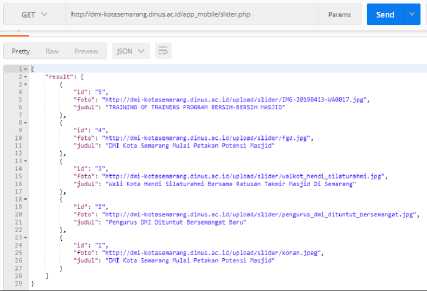 GET http://dmi-kotasemarang.dinus.ac.id/app_mobile/slider.php Params Send
Pretty Raw Preview JSON
1 {
2 "result": [
3 {
4 "id": "5",
5 "foto": "http://dmi-kotasemarang.dinus.ac.id/upload/slider/IMG-20190413-WA0017.jpg",
6 "judul": "TRAINING OF TRAINERS PROGRAM BERSIH-BERSIH MASJID"
7 },
8 {
9 "id": "4",
10 "foto": "http://dmi-kotasemarang.dinus.ac.id/upload/slider/fgd.jpg",
11 "judul": "DMI Kota Semarang Mulai Petakan Potensi Masjid"
12 },
13 {
14 "id": "3",
15 "foto": "http://dmi-kotasemarang.dinus.ac.id/upload/slider/walkot_hendi_silaturahmi.jpg",
16 "judul": "Wali Kota Hendi Silaturahmi Bersama Ratusan Takmir Masjid Di Semarang"
17 },
18 {
19 "id": "2",
20 "foto": "http://dmi-kotasemarang.dinus.ac.id/upload/slider/pengurus_dmi_dituntut_bersemangat.jpg",
21 "judul": "Pengurus DMI Dituntut Bersemangat Baru"
22 },
23 {
24 "id": "1",
25 "foto": "http://dmi-kotasemarang.dinus.ac.id/upload/slider/koran.jpeg",
26 "judul": "DMI Kota Semarang Mulai Petakan Potensi Masjid"
27 }
28 ]
29 }